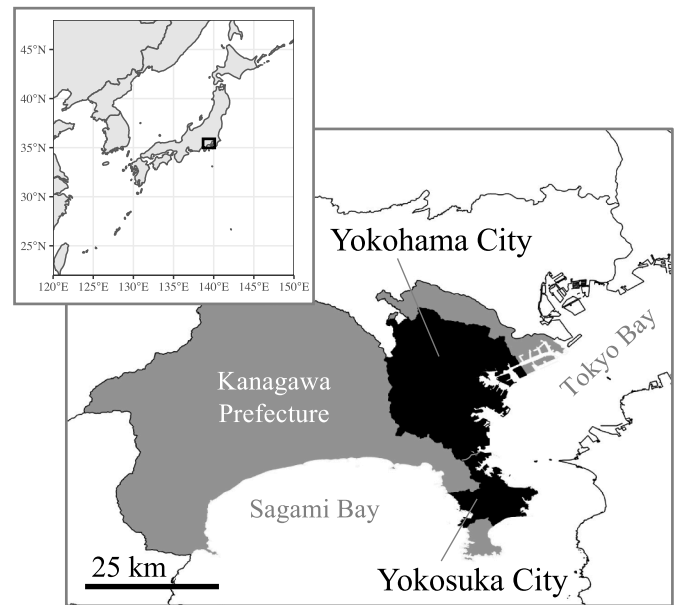 45°N
40°N
35°N
30°N
25°N
120°E 125°E 130°E 135°E 140°E 145°E 150°E
Yokohama City
Tokyo Bay
Kanagawa
Prefecture
Sagami Bay
25 km
Yokosuka City